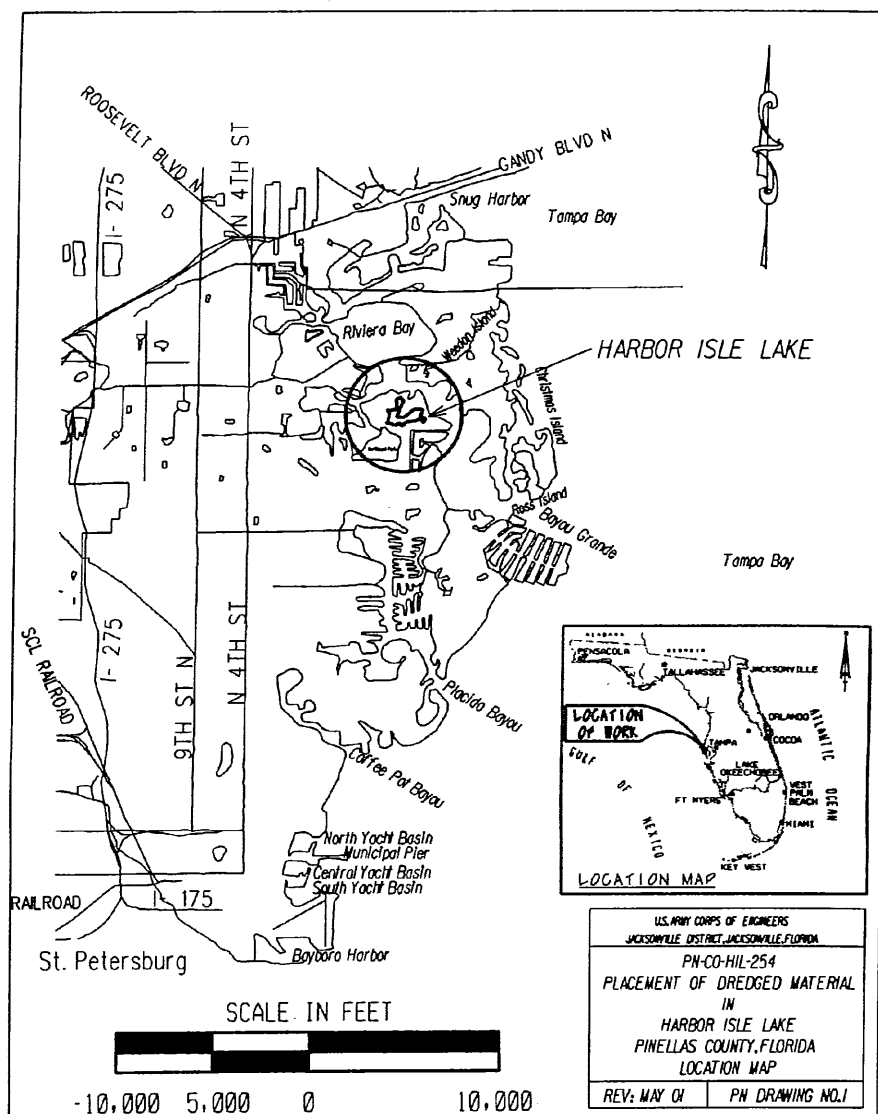 ROOSEVELT BLVD N
N 4TH ST
GANDY BLVD N
I-275
Snug Harbor
Tampa Bay
Riviera Bay
Weedon Island
HARBOR ISLE LAKE
Christmas Island
Ross Island
Bayou Grande
Tampa Bay
SCL RAILROAD
I-275
9TH ST N
N 4TH ST
Placido Bayou
Coffee Pot Bayou
North Yacht Basin
Municipal Pier
Central Yacht Basin
South Yacht Basin
RAILROAD
I-175
St. Petersburg
Bayboro Harbor
PENSACOLA
GEORGIA
TALLAHASSEE
JACKSONVILLE
LOCATION
OF WORK
ORLANDO
COCOA
TAMPA
LAKE
OKEECHOBEE
FT MYERS
WEST
PALM
BEACH
MIAMI
KEY WEST
GULF
OF
MEXICO
ATLANTIC
OCEAN
LOCATION MAP
SCALE IN FEET
-10,000 5,000 0 10,000
U.S. ARMY CORPS OF ENGINEERS
JACKSONVILLE DISTRICT, JACKSONVILLE, FLORIDA
PN-CO-HIL-254
PLACEMENT OF DREDGED MATERIAL
IN
HARBOR ISLE LAKE
PINELLAS COUNTY, FLORIDA
LOCATION MAP
REV: MAY 01
PN DRAWING NO.1